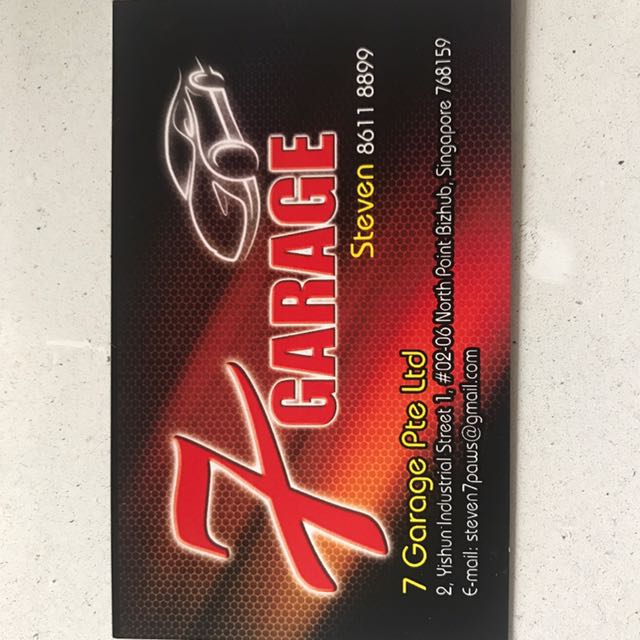 7 GARAGE
Steven 8611 8899
7 Garage Pte Ltd
2, Yishun Industrial Street 1, #02-06 North Point Bizhub, Singapore 768159
E-mail: steven7paws@gmail.com